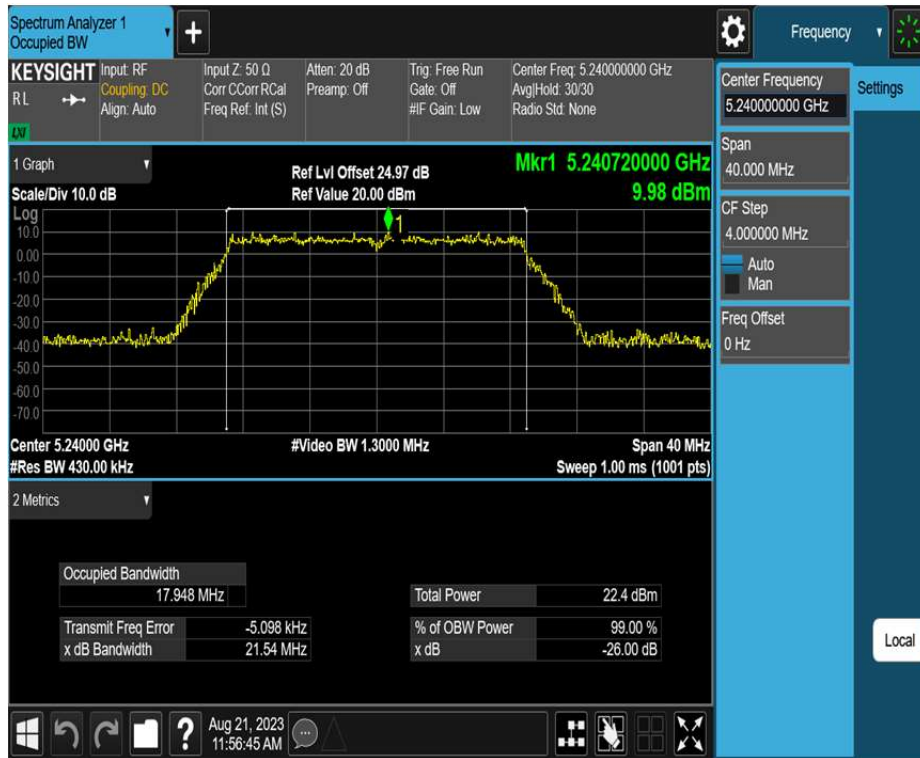 Spectrum Analyzer 1
Occupied BW
+
Frequency
KEYSIGHT
R L
LXI
Input: RF
Coupling: DC
Align: Auto
Input Z: 50 Ω
Corr CCorr RCal
Freq Ref: Int (S)
Atten: 20 dB
Preamp: Off
Trig: Free Run
Gate: Off
#IF Gain: Low
Center Freq: 5.240000000 GHz
Avg|Hold: 30/30
Radio Std: None
Center Frequency
5.240000000 GHz
Settings
Span
40.000 MHz
CF Step
4.000000 MHz
Auto
Man
Freq Offset
0 Hz
Local
1 Graph
Scale/Div 10.0 dB
Ref Lvl Offset 24.97 dB
Ref Value 20.00 dBm
Mkr1 5.240720000 GHz
9.98 dBm
Log
10.0
0.00
-10.0
-20.0
-30.0
-40.0
-50.0
-60.0
-70.0
1
Center 5.24000 GHz
#Video BW 1.3000 MHz
Span 40 MHz
#Res BW 430.00 kHz
Sweep 1.00 ms (1001 pts)
2 Metrics
Occupied Bandwidth
17.948 MHz
Total Power 22.4 dBm
Transmit Freq Error -5.098 kHz
% of OBW Power 99.00 %
x dB Bandwidth 21.54 MHz
x dB -26.00 dB
?
Aug 21, 2023
11:56:45 AM